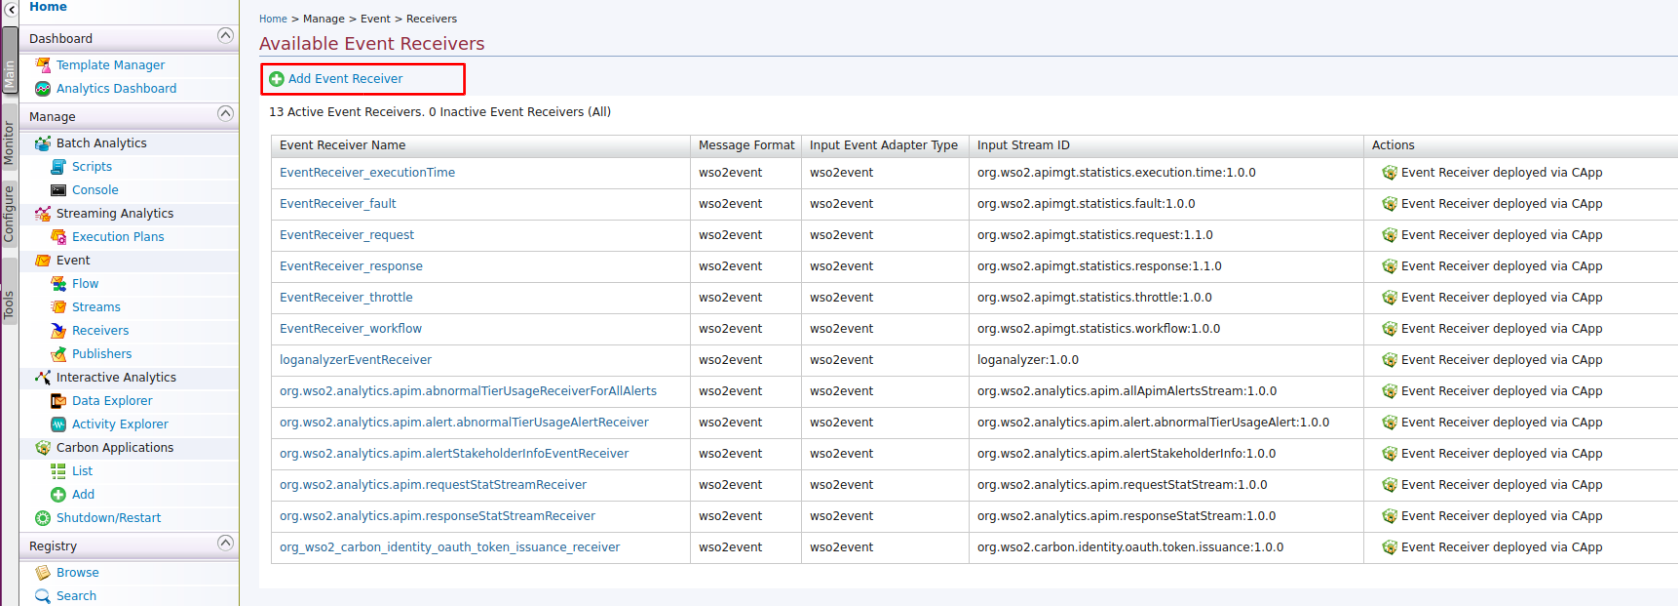 Home
Dashboard
Template Manager
Analytics Dashboard
Manage
Batch Analytics
Scripts
Console
Streaming Analytics
Execution Plans
Event
Flow
Streams
Receivers
Publishers
Interactive Analytics
Data Explorer
Activity Explorer
Carbon Applications
List
Add
Shutdown/Restart
Registry
Browse
Search
Main
Monitor
Configure
Tools
Home > Manage > Event > Receivers
Available Event Receivers
Add Event Receiver
13 Active Event Receivers. 0 Inactive Event Receivers (All)
Event Receiver Name Message Format Input Event Adapter Type Input Stream ID Actions
EventReceiver_executionTime wso2event wso2event org.wso2.apimgt.statistics.execution.time:1.0.0 Event Receiver deployed via CApp
EventReceiver_fault wso2event wso2event org.wso2.apimgt.statistics.fault:1.0.0 Event Receiver deployed via CApp
EventReceiver_request wso2event wso2event org.wso2.apimgt.statistics.request:1.1.0 Event Receiver deployed via CApp
EventReceiver_response wso2event wso2event org.wso2.apimgt.statistics.response:1.1.0 Event Receiver deployed via CApp
EventReceiver_throttle wso2event wso2event org.wso2.apimgt.statistics.throttle:1.0.0 Event Receiver deployed via CApp
EventReceiver_workflow wso2event wso2event org.wso2.apimgt.statistics.workflow:1.0.0 Event Receiver deployed via CApp
loganalyzerEventReceiver wso2event wso2event loganalyzer:1.0.0 Event Receiver deployed via CApp
org.wso2.analytics.apim.abnormalTierUsageReceiverForAllAlerts wso2event wso2event org.wso2.analytics.apim.allApimAlertsStream:1.0.0 Event Receiver deployed via CApp
org.wso2.analytics.apim.alert.abnormalTierUsageAlertReceiver wso2event wso2event org.wso2.analytics.apim.alert.abnormalTierUsageAlert:1.0.0 Event Receiver deployed via CApp
org.wso2.analytics.apim.alertStakeholderInfoEventReceiver wso2event wso2event org.wso2.analytics.apim.alertStakeholderInfo:1.0.0 Event Receiver deployed via CApp
org.wso2.analytics.apim.requestStatStreamReceiver wso2event wso2event org.wso2.analytics.apim.requestStatStream:1.0.0 Event Receiver deployed via CApp
org.wso2.analytics.apim.responseStatStreamReceiver wso2event wso2event org.wso2.analytics.apim.responseStatStream:1.0.0 Event Receiver deployed via CApp
org_wso2_carbon_identity_oauth_token_issuance_receiver wso2event wso2event org.wso2.carbon.identity.oauth.token.issuance:1.0.0 Event Receiver deployed via CApp